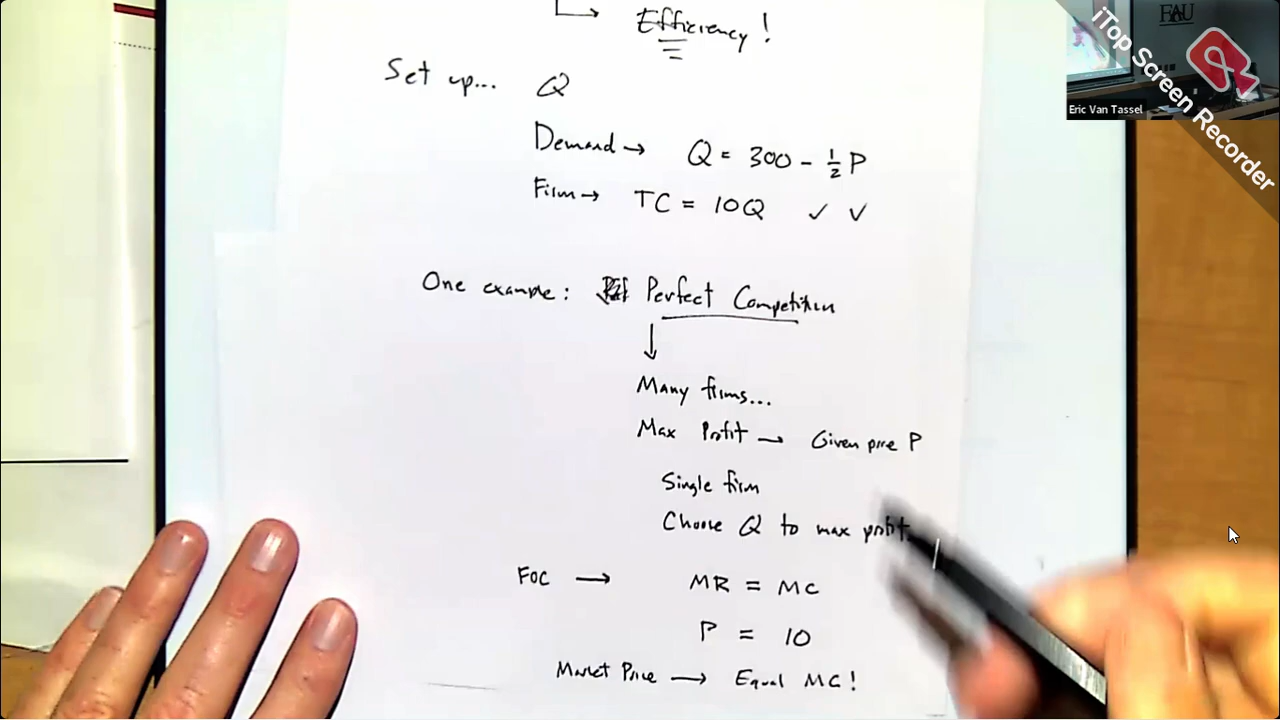 Efficiency!
Set up... Q
Demand → Q = 300 - 1/2 P
Firm → TC = 10Q ✓ ✓
One example: Perfect Competition
Many firms...
Max Profit → Given price P
Single firm
Choose Q to max profit.
FOC → MR = MC
P = 10
Market Price → Equal MC!
FAU
Eric Van Tassel
iTop Screen Recorder